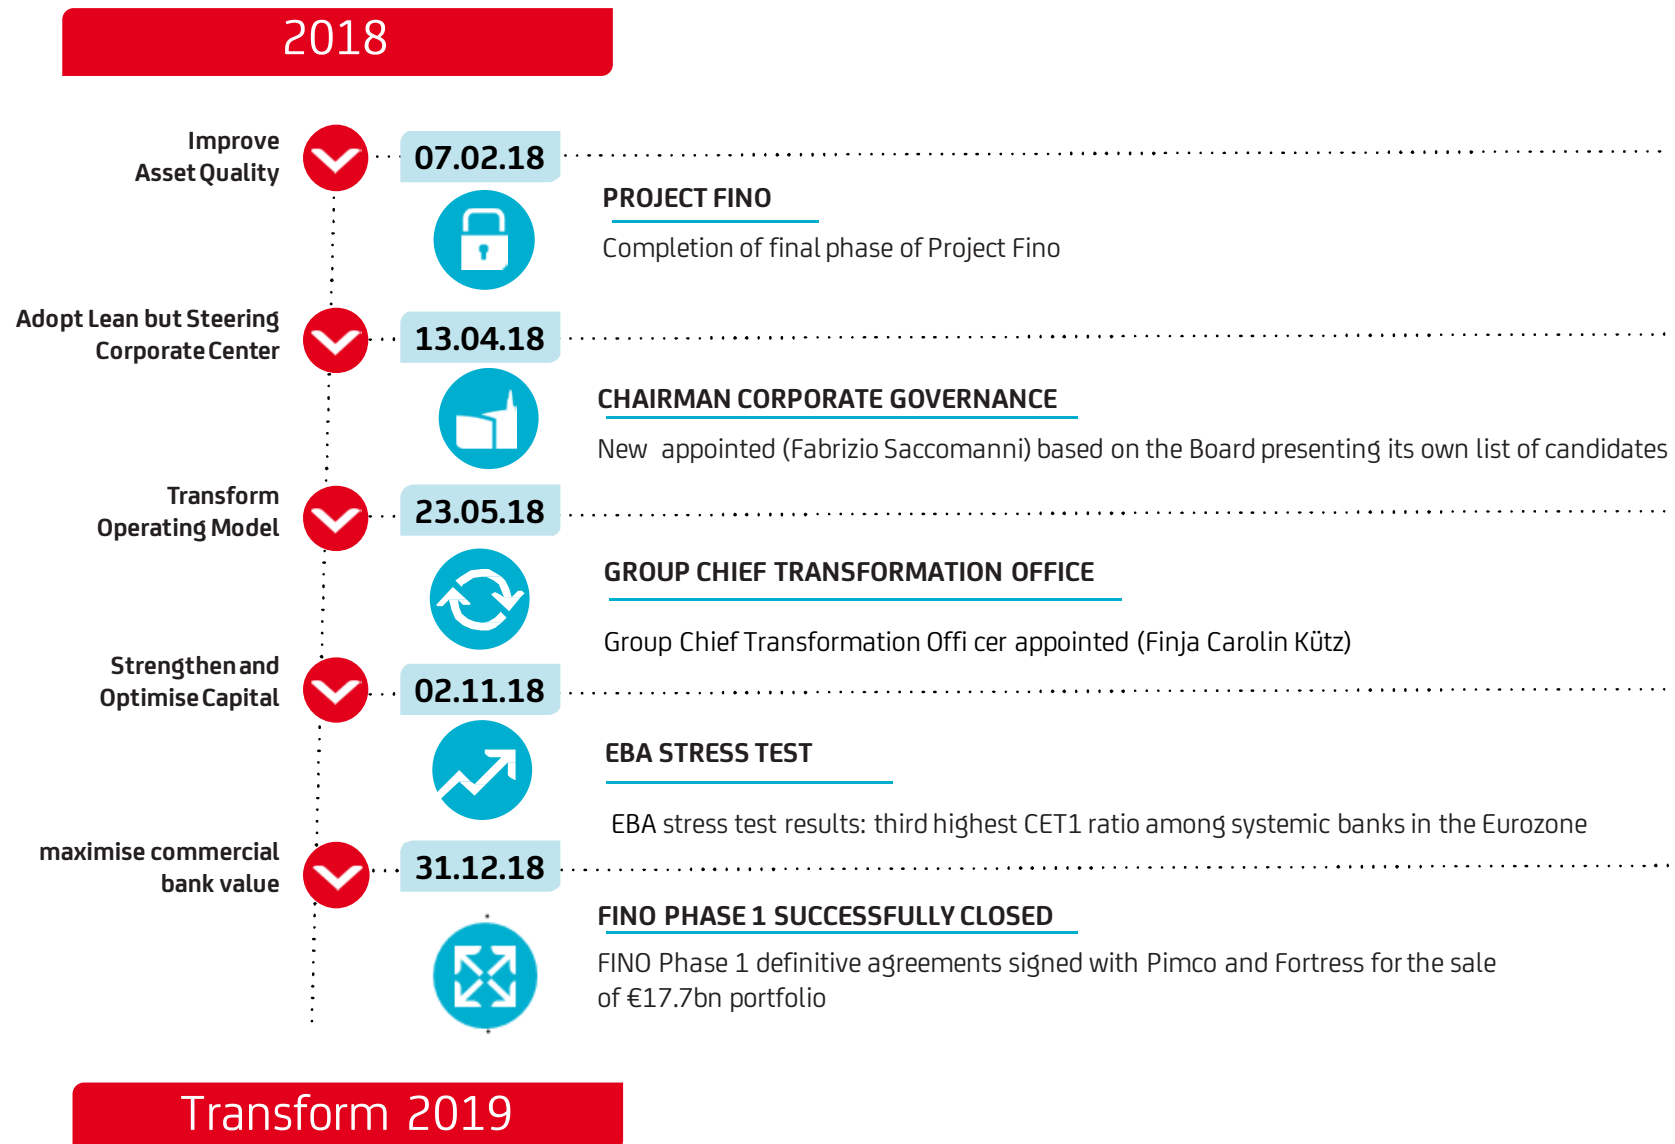 2018
Improve
Asset Quality
07.02.18
PROJECT FINO
Completion of final phase of Project Fino
Adopt Lean but Steering
Corporate Center
13.04.18
CHAIRMAN CORPORATE GOVERNANCE
New appointed (Fabrizio Saccomanni) based on the Board presenting its own list of candidates
Transform
Operating Model
23.05.18
GROUP CHIEF TRANSFORMATION OFFICE
Group Chief Transformation Offi cer appointed (Finja Carolin Kütz)
Strengthen and
Optimise Capital
02.11.18
EBA STRESS TEST
EBA stress test results: third highest CET1 ratio among systemic banks in the Eurozone
maximise commercial
bank value
31.12.18
FINO PHASE 1 SUCCESSFULLY CLOSED
FINO Phase 1 definitive agreements signed with Pimco and Fortress for the sale
of €17.7bn portfolio
Transform 2019